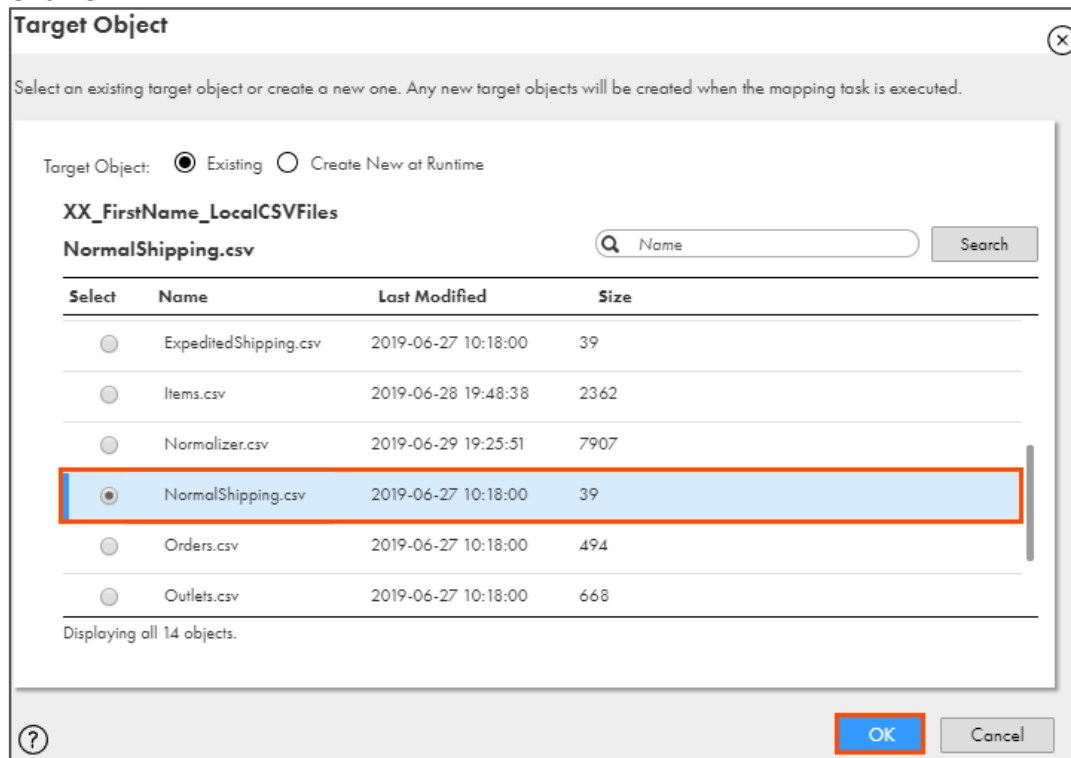 Target Object
Select an existing target object or create a new one. Any new target objects will be created when the mapping task is executed.
Target Object: Existing Create New at Runtime
XX_FirstName_LocalCSVFiles
NormalShipping.csv Name Search
Select Name Last Modified Size
ExpeditedShipping.csv 2019-06-27 10:18:00 39
Items.csv 2019-06-28 19:48:38 2362
Normalizer.csv 2019-06-29 19:25:51 7907
NormalShipping.csv 2019-06-27 10:18:00 39
Orders.csv 2019-06-27 10:18:00 494
Outlets.csv 2019-06-27 10:18:00 668
Displaying all 14 objects.
? OK Cancel